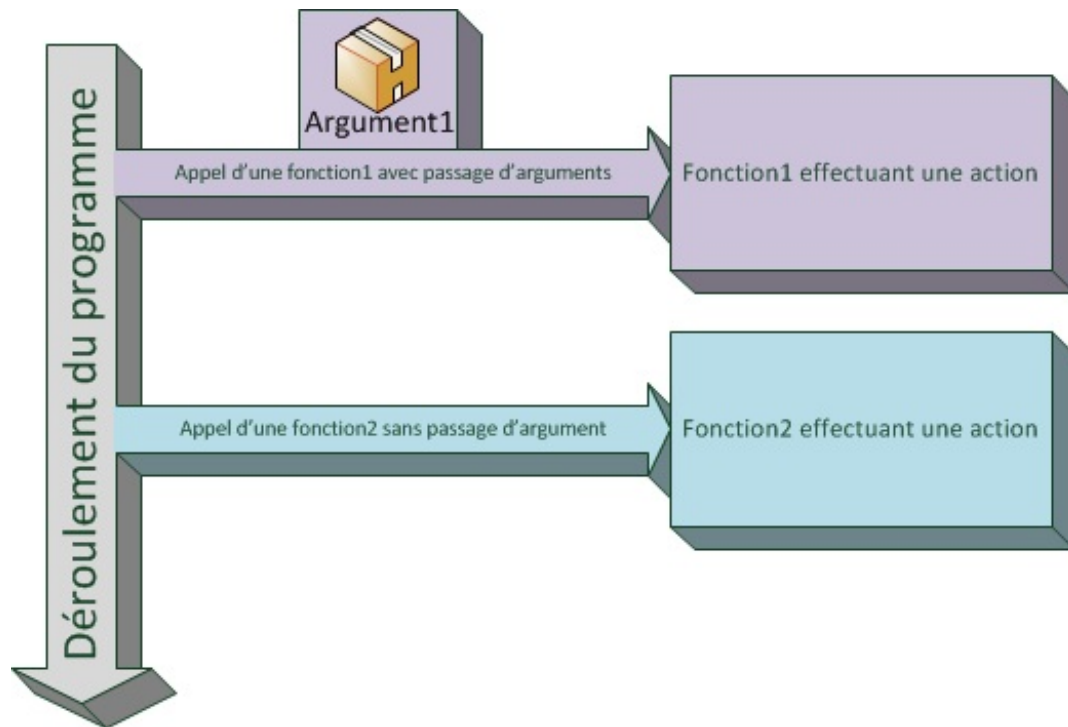 Déroulement du programme
Argument1
Appel d'une fonction1 avec passage d'arguments
Fonction1 effectuant une action
Appel d'une fonction2 sans passage d'argument
Fonction2 effectuant une action